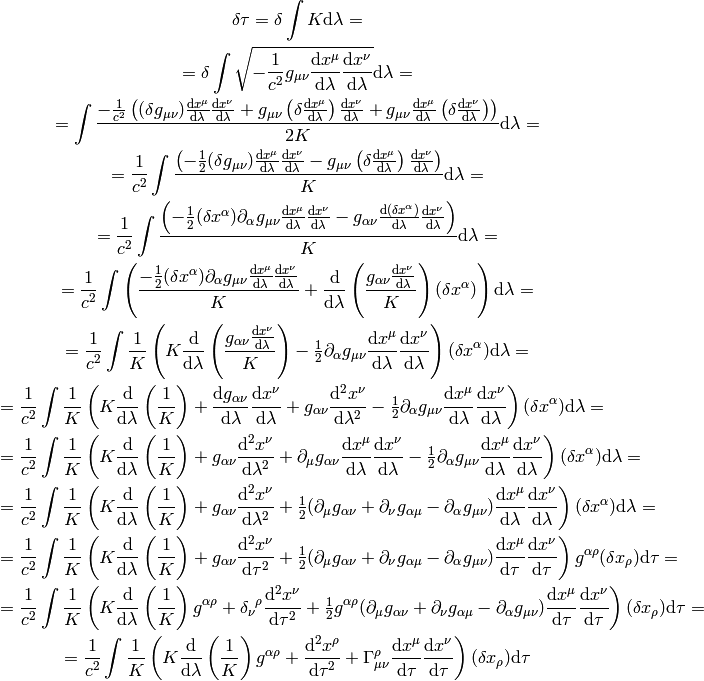 \delta\tau = \delta \int K \mathrm{d}\lambda =
= \delta \int \sqrt{-\frac{1}{c^2} g_{\mu\nu} \frac{\mathrm{d}x^\mu}{\mathrm{d}\lambda} \frac{\mathrm{d}x^\nu}{\mathrm{d}\lambda}} \mathrm{d}\lambda =
= \int \frac{-\frac{1}{c^2} \left( (\delta g_{\mu\nu}) \frac{\mathrm{d}x^\mu}{\mathrm{d}\lambda} \frac{\mathrm{d}x^\nu}{\mathrm{d}\lambda} + g_{\mu\nu} \left( \delta \frac{\mathrm{d}x^\mu}{\mathrm{d}\lambda} \right) \frac{\mathrm{d}x^\nu}{\mathrm{d}\lambda} + g_{\mu\nu} \frac{\mathrm{d}x^\mu}{\mathrm{d}\lambda} \left( \delta \frac{\mathrm{d}x^\nu}{\mathrm{d}\lambda} \right) \right)}{2K} \mathrm{d}\lambda =
= \frac{1}{c^2} \int \frac{\left( -\frac{1}{2} (\delta g_{\mu\nu}) \frac{\mathrm{d}x^\mu}{\mathrm{d}\lambda} \frac{\mathrm{d}x^\nu}{\mathrm{d}\lambda} - g_{\mu\nu} \left( \delta \frac{\mathrm{d}x^\mu}{\mathrm{d}\lambda} \right) \frac{\mathrm{d}x^\nu}{\mathrm{d}\lambda} \right)}{K} \mathrm{d}\lambda =
= \frac{1}{c^2} \int \frac{\left( -\frac{1}{2} (\delta x^\alpha) \partial_\alpha g_{\mu\nu} \frac{\mathrm{d}x^\mu}{\mathrm{d}\lambda} \frac{\mathrm{d}x^\nu}{\mathrm{d}\lambda} - g_{\alpha\nu} \frac{\mathrm{d}(\delta x^\alpha)}{\mathrm{d}\lambda} \frac{\mathrm{d}x^\nu}{\mathrm{d}\lambda} \right)}{K} \mathrm{d}\lambda =
= \frac{1}{c^2} \int \left( \frac{-\frac{1}{2} (\delta x^\alpha) \partial_\alpha g_{\mu\nu} \frac{\mathrm{d}x^\mu}{\mathrm{d}\lambda} \frac{\mathrm{d}x^\nu}{\mathrm{d}\lambda}}{K} + \frac{\mathrm{d}}{\mathrm{d}\lambda} \left( \frac{g_{\alpha\nu} \frac{\mathrm{d}x^\nu}{\mathrm{d}\lambda}}{K} \right) (\delta x^\alpha) \right) \mathrm{d}\lambda =
= \frac{1}{c^2} \int \frac{1}{K} \left( K \frac{\mathrm{d}}{\mathrm{d}\lambda} \left( \frac{g_{\alpha\nu} \frac{\mathrm{d}x^\nu}{\mathrm{d}\lambda}}{K} \right) - \frac{1}{2} \partial_\alpha g_{\mu\nu} \frac{\mathrm{d}x^\mu}{\mathrm{d}\lambda} \frac{\mathrm{d}x^\nu}{\mathrm{d}\lambda} \right) (\delta x^\alpha) \mathrm{d}\lambda =
= \frac{1}{c^2} \int \frac{1}{K} \left( K \frac{\mathrm{d}}{\mathrm{d}\lambda} \left( \frac{1}{K} \right) + \frac{\mathrm{d}g_{\alpha\nu}}{\mathrm{d}\lambda} \frac{\mathrm{d}x^\nu}{\mathrm{d}\lambda} + g_{\alpha\nu} \frac{\mathrm{d}^2 x^\nu}{\mathrm{d}\lambda^2} - \frac{1}{2} \partial_\alpha g_{\mu\nu} \frac{\mathrm{d}x^\mu}{\mathrm{d}\lambda} \frac{\mathrm{d}x^\nu}{\mathrm{d}\lambda} \right) (\delta x^\alpha) \mathrm{d}\lambda =
= \frac{1}{c^2} \int \frac{1}{K} \left( K \frac{\mathrm{d}}{\mathrm{d}\lambda} \left( \frac{1}{K} \right) + g_{\alpha\nu} \frac{\mathrm{d}^2 x^\nu}{\mathrm{d}\lambda^2} + \partial_\mu g_{\alpha\nu} \frac{\mathrm{d}x^\mu}{\mathrm{d}\lambda} \frac{\mathrm{d}x^\nu}{\mathrm{d}\lambda} - \frac{1}{2} \partial_\alpha g_{\mu\nu} \frac{\mathrm{d}x^\mu}{\mathrm{d}\lambda} \frac{\mathrm{d}x^\nu}{\mathrm{d}\lambda} \right) (\delta x^\alpha) \mathrm{d}\lambda =
= \frac{1}{c^2} \int \frac{1}{K} \left( K \frac{\mathrm{d}}{\mathrm{d}\lambda} \left( \frac{1}{K} \right) + g_{\alpha\nu} \frac{\mathrm{d}^2 x^\nu}{\mathrm{d}\lambda^2} + \frac{1}{2} (\partial_\mu g_{\alpha\nu} + \partial_\nu g_{\alpha\mu} - \partial_\alpha g_{\mu\nu}) \frac{\mathrm{d}x^\mu}{\mathrm{d}\lambda} \frac{\mathrm{d}x^\nu}{\mathrm{d}\lambda} \right) (\delta x^\alpha) \mathrm{d}\lambda =
= \frac{1}{c^2} \int \frac{1}{K} \left( K \frac{\mathrm{d}}{\mathrm{d}\lambda} \left( \frac{1}{K} \right) + g_{\alpha\nu} \frac{\mathrm{d}^2 x^\nu}{\mathrm{d}\tau^2} + \frac{1}{2} (\partial_\mu g_{\alpha\nu} + \partial_\nu g_{\alpha\mu} - \partial_\alpha g_{\mu\nu}) \frac{\mathrm{d}x^\mu}{\mathrm{d}\tau} \frac{\mathrm{d}x^\nu}{\mathrm{d}\tau} \right) g^{\alpha\rho} (\delta x_\rho) \mathrm{d}\tau =
= \frac{1}{c^2} \int \frac{1}{K} \left( K \frac{\mathrm{d}}{\mathrm{d}\lambda} \left( \frac{1}{K} \right) g^{\alpha\rho} + \delta_\nu{}^\rho \frac{\mathrm{d}^2 x^\nu}{\mathrm{d}\tau^2} + \frac{1}{2} g^{\alpha\rho} (\partial_\mu g_{\alpha\nu} + \partial_\nu g_{\alpha\mu} - \partial_\alpha g_{\mu\nu}) \frac{\mathrm{d}x^\mu}{\mathrm{d}\tau} \frac{\mathrm{d}x^\nu}{\mathrm{d}\tau} \right) (\delta x_\rho) \mathrm{d}\tau =
= \frac{1}{c^2} \int \frac{1}{K} \left( K \frac{\mathrm{d}}{\mathrm{d}\lambda} \left( \frac{1}{K} \right) g^{\alpha\rho} + \frac{\mathrm{d}^2 x^\rho}{\mathrm{d}\tau^2} + \Gamma^\rho_{\mu\nu} \frac{\mathrm{d}x^\mu}{\mathrm{d}\tau} \frac{\mathrm{d}x^\nu}{\mathrm{d}\tau} \right) (\delta x_\rho) \mathrm{d}\tau